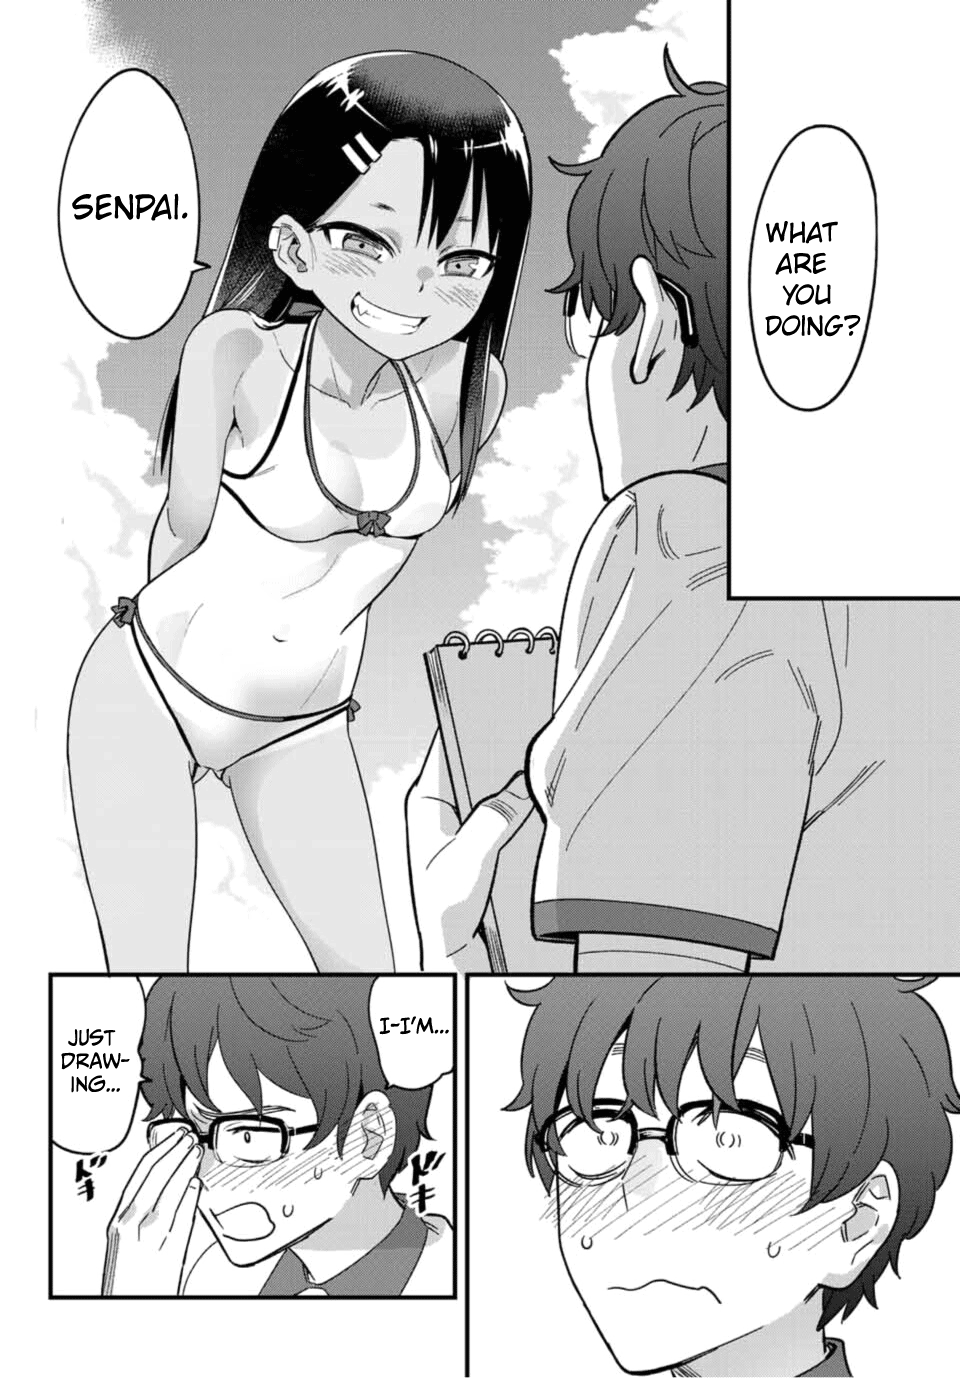 WHAT
ARE
YOU
DOING?
SENPAI.
I-I'M...
JUST
DRAW-
ING...
ドキ
ドキ